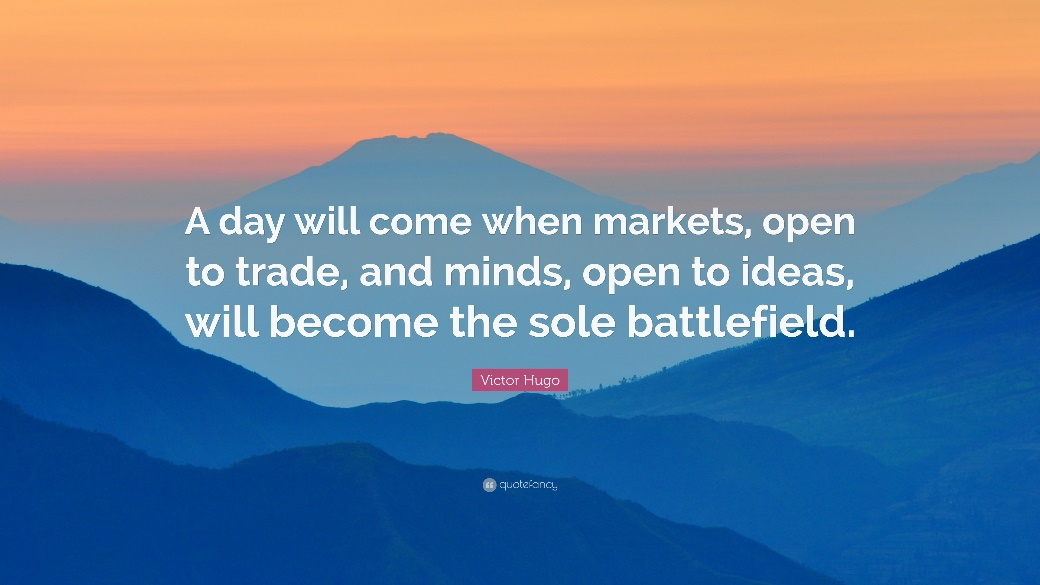 A day will come when markets, open
to trade, and minds, open to ideas,
will become the sole battlefield.
Victor Hugo
quotefancy